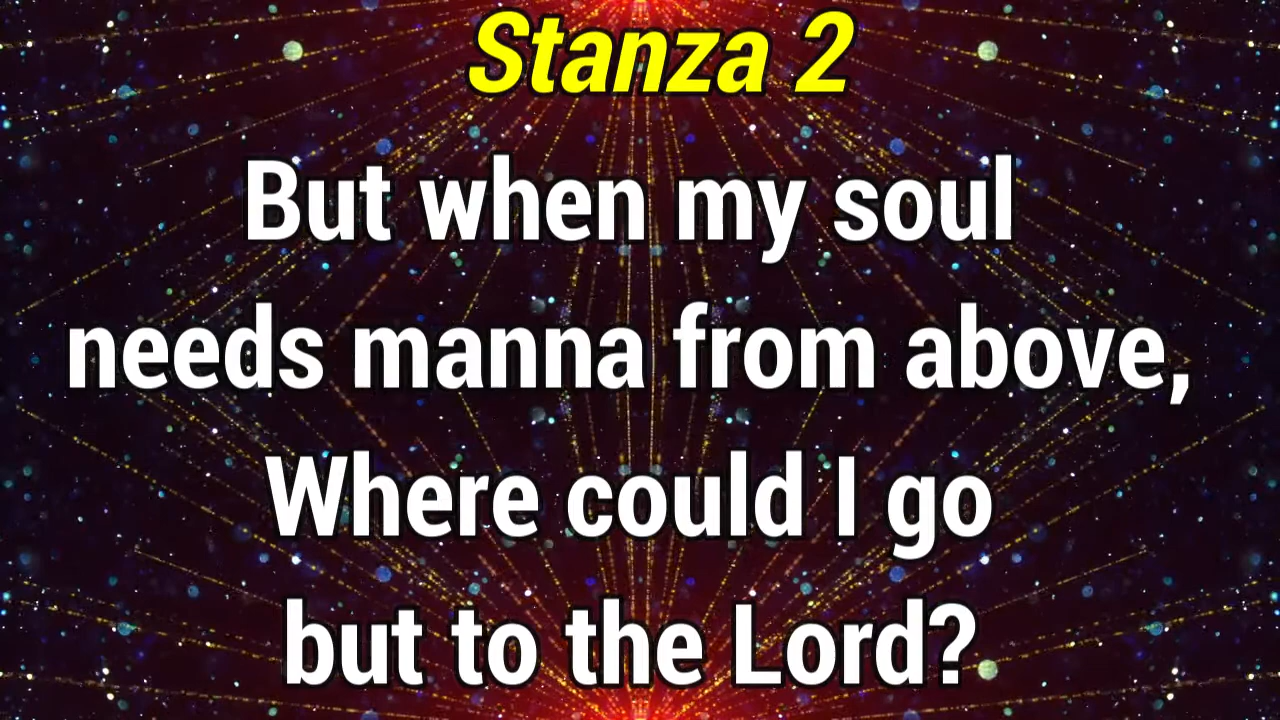 Stanza 2
But when my soul
needs manna from above,
Where could I go
but to the Lord?